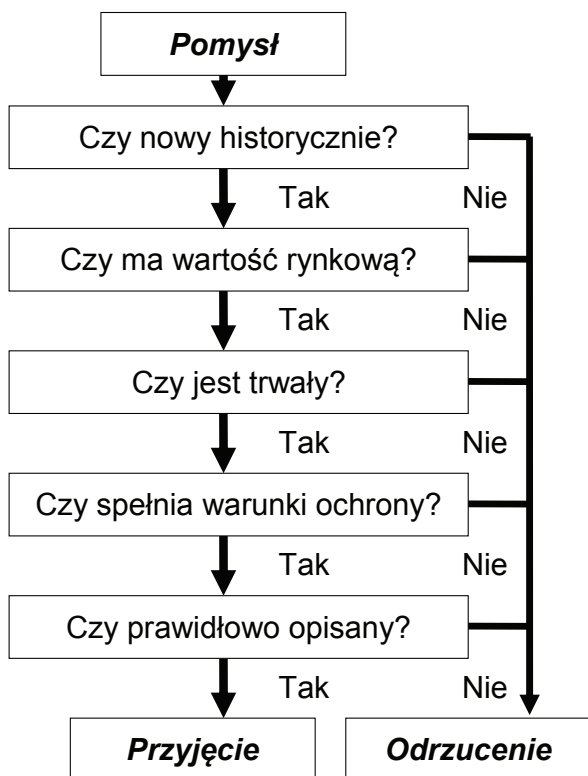 Pomysł
Czy nowy historycznie?
Tak Nie
Czy ma wartość rynkową?
Tak Nie
Czy jest trwały?
Tak Nie
Czy spełnia warunki ochrony?
Tak Nie
Czy prawidłowo opisany?
Tak Nie
Przyjęcie Odrzucenie